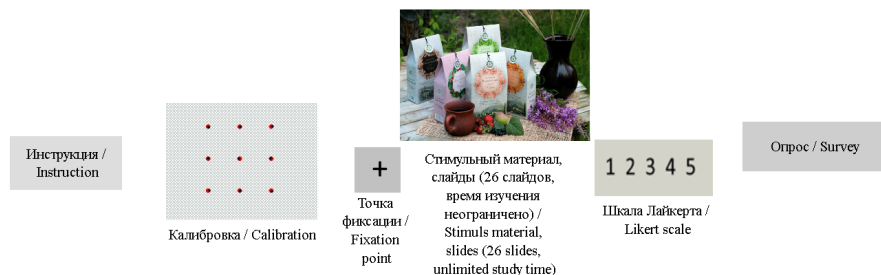 Инструкция /
Instruction
Калибровка / Calibration
+
Точка
фиксации /
Fixation
point
Стимульный материал,
слайды (26 слайдов,
время изучения
неограничено) /
Stimuls material,
slides (26 slides,
unlimited study time)
1 2 3 4 5
Шкала Лайкерта /
Likert scale
Опрос / Survey